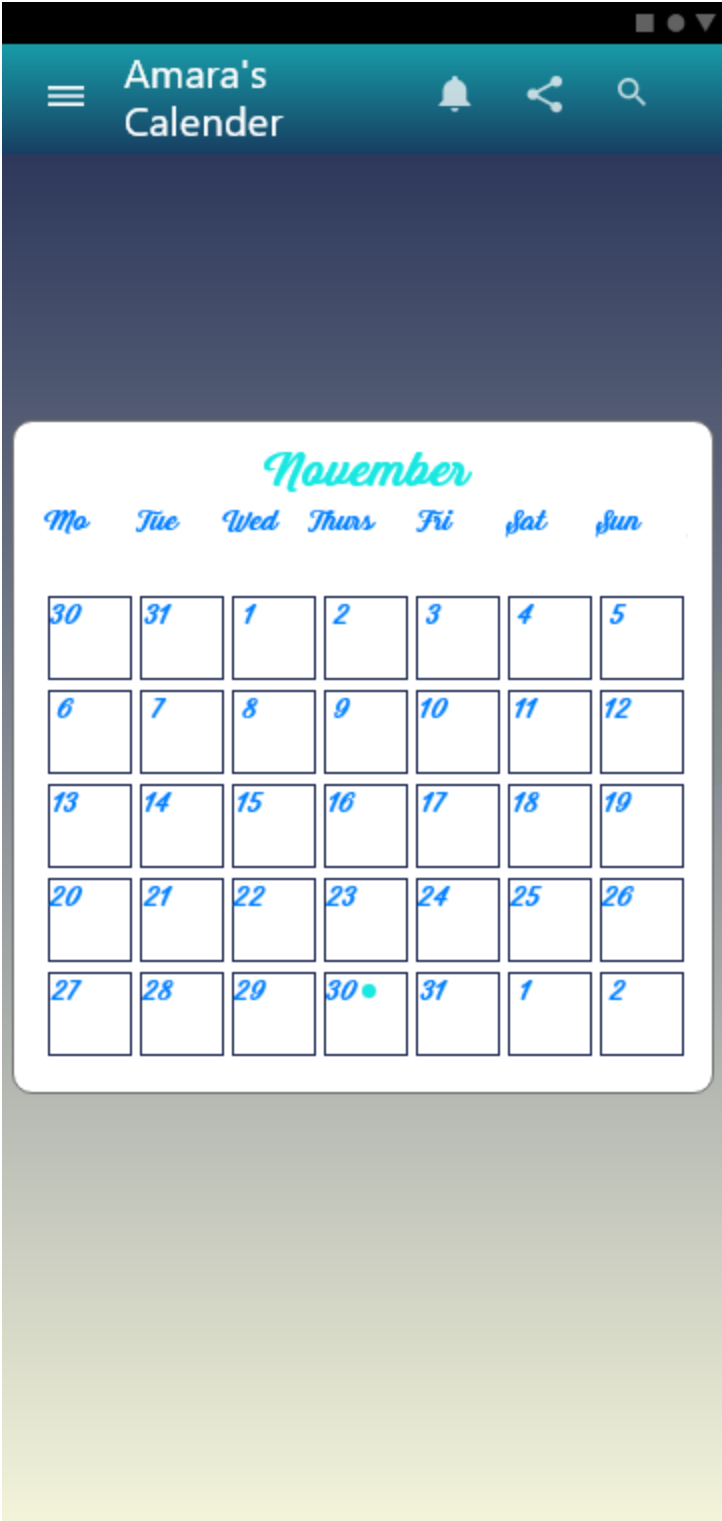 Amara's
Calender
November
Mo Tue Wed Thurs Fri Sat Sun
30 31 1 2 3 4 5
6 7 8 9 10 11 12
13 14 15 16 17 18 19
20 21 22 23 24 25 26
27 28 29 30 31 1 2